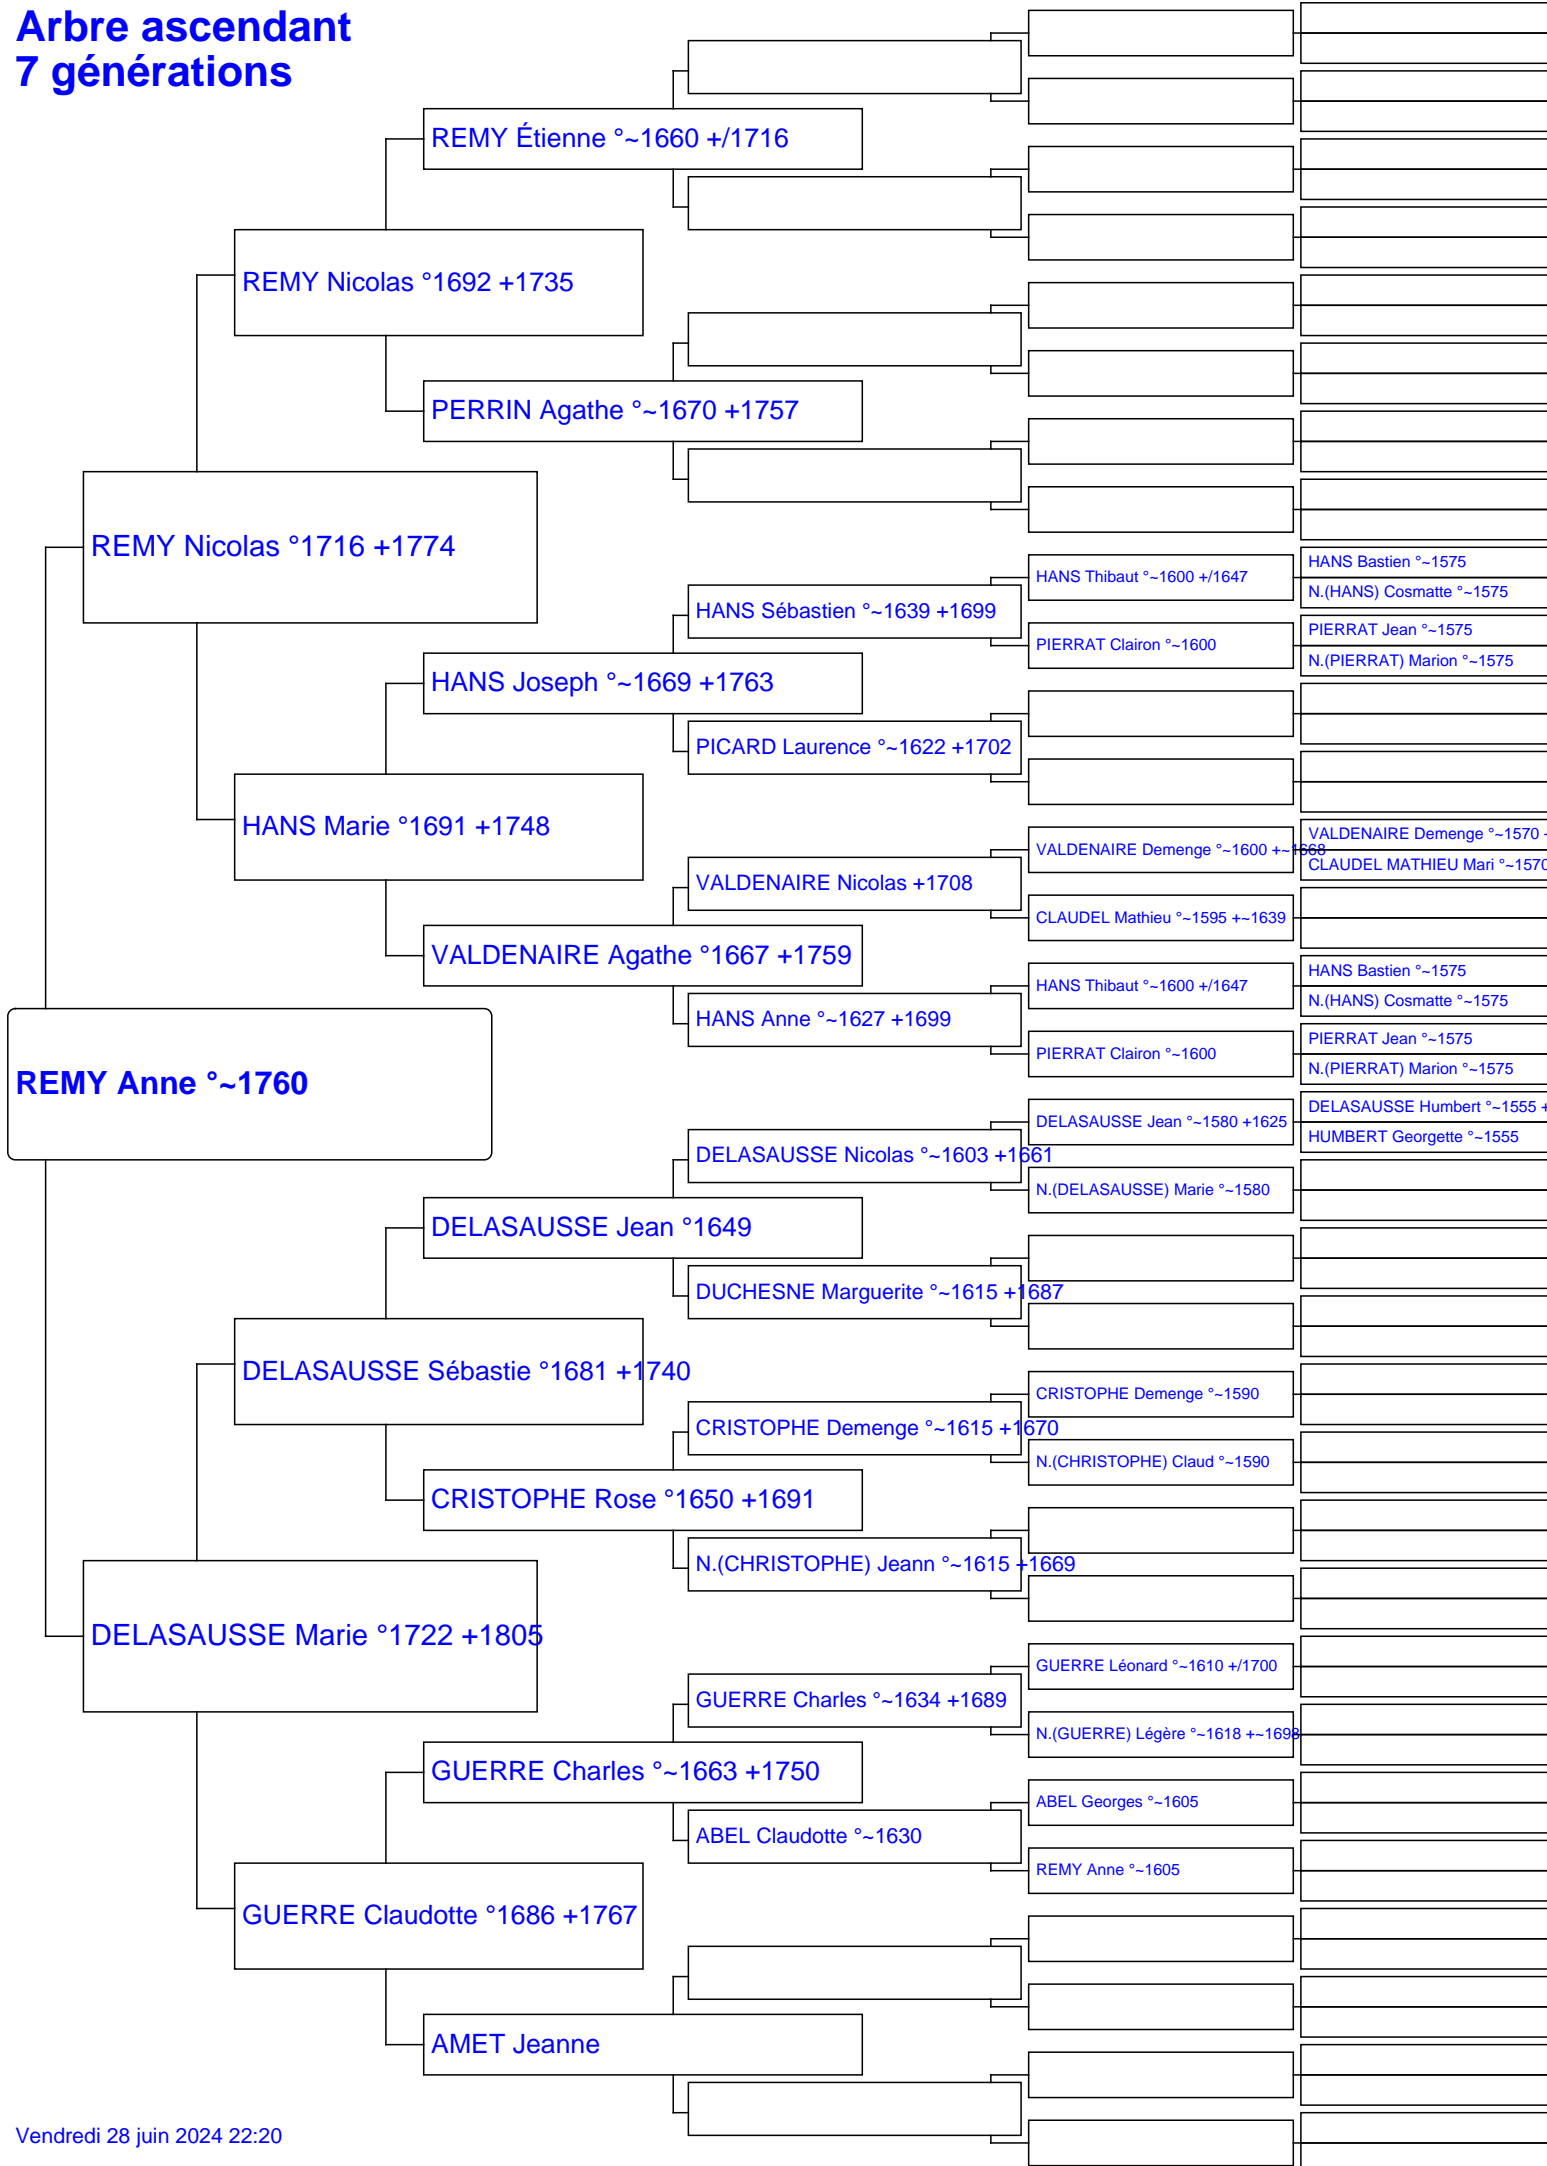 Arbre ascendant
7 générations
REMY Étienne °~1660 +/1716
REMY Nicolas °1692 +1735
PERRIN Agathe °~1670 +1757
REMY Nicolas °1716 +1774
HANS Bastien °~1575
HANS Thibaut °~1600 +/1647
N.(HANS) Cosmatte °~1575
HANS Sébastien °~1639 +1699
PIERRAT Jean °~1575
PIERRAT Clairon °~1600
N.(PIERRAT) Marion °~1575
HANS Joseph °~1669 +1763
PICARD Laurence °~1622 +1702
HANS Marie °1691 +1748
VALDENAIRE Demenge °~1570 +
VALDENAIRE Demenge °~1600 +~1668
CLAUDEL MATHIEU Mari °~1570
VALDENAIRE Nicolas +1708
CLAUDEL Mathieu °~1595 +~1639
VALDENAIRE Agathe °1667 +1759
HANS Bastien °~1575
HANS Thibaut °~1600 +/1647
N.(HANS) Cosmatte °~1575
HANS Anne °~1627 +1699
PIERRAT Jean °~1575
PIERRAT Clairon °~1600
N.(PIERRAT) Marion °~1575
REMY Anne °~1760
DELASAUSSE Humbert °~1555 +
DELASAUSSE Jean °~1580 +1625
HUMBERT Georgette °~1555
DELASAUSSE Nicolas °~1603 +1661
N.(DELASAUSSE) Marie °~1580
DELASAUSSE Jean °1649
DUCHESNE Marguerite °~1615 +1687
DELASAUSSE Sébastie °1681 +1740
CRISTOPHE Demenge °~1590
CRISTOPHE Demenge °~1615 +1670
N.(CHRISTOPHE) Claud °~1590
CRISTOPHE Rose °1650 +1691
N.(CHRISTOPHE) Jeann °~1615 +1669
DELASAUSSE Marie °1722 +1805
GUERRE Léonard °~1610 +/1700
GUERRE Charles °~1634 +1689
N.(GUERRE) Légère °~1618 +~1698
GUERRE Charles °~1663 +1750
ABEL Georges °~1605
ABEL Claudotte °~1630
REMY Anne °~1605
GUERRE Claudotte °1686 +1767
AMET Jeanne
Vendredi 28 juin 2024 22:20